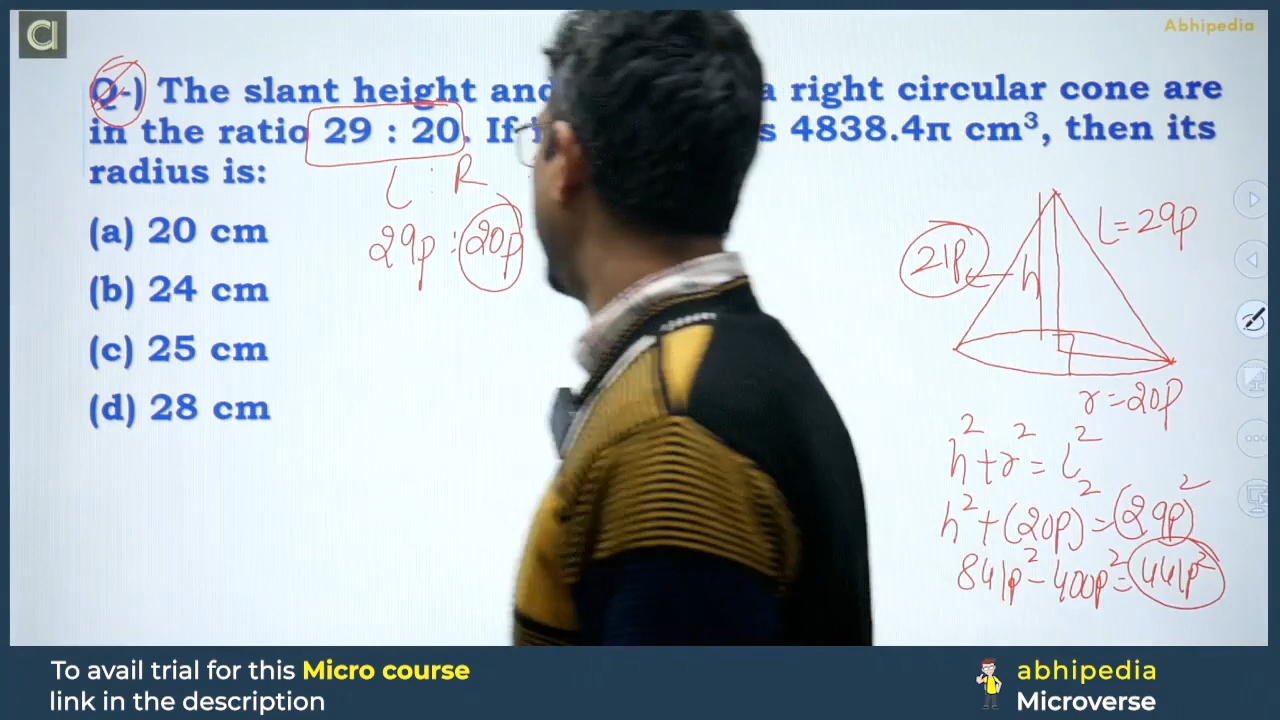 Abhipedia
Q-) The slant height and a right circular cone are
in the ratio 29 : 20. If 4838.4π cm³, then its
radius is:
(a) 20 cm
(b) 24 cm
(c) 25 cm
(d) 28 cm
l : R
29p : 20p
21p
h
l = 29p
r = 20p
h² + r² = l²
h² + (20p)² = (29p)²
841p² - 400p² = 441p²
To avail trial for this Micro course
link in the description
abhipedia
Microverse